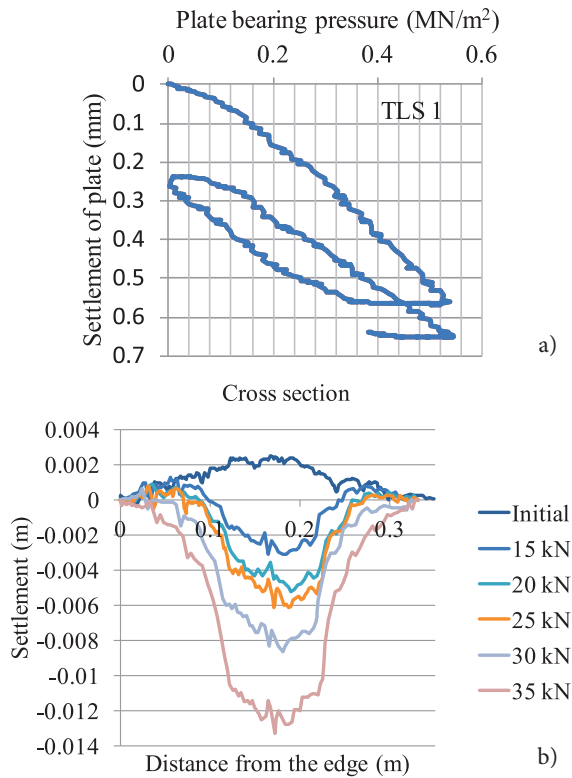 Plate bearing pressure (MN/m²)
0 0.2 0.4 0.6
TLS 1
Settlement of plate (mm)
0
0.1
0.2
0.3
0.4
0.5
0.6
0.7
a)
Cross section
Settlement (m)
0.004
0.002
0
-0.002
-0.004
-0.006
-0.008
-0.01
-0.012
-0.014
0 0.1 0.2 0.3
Initial
15 kN
20 kN
25 kN
30 kN
35 kN
Distance from the edge (m)
b)